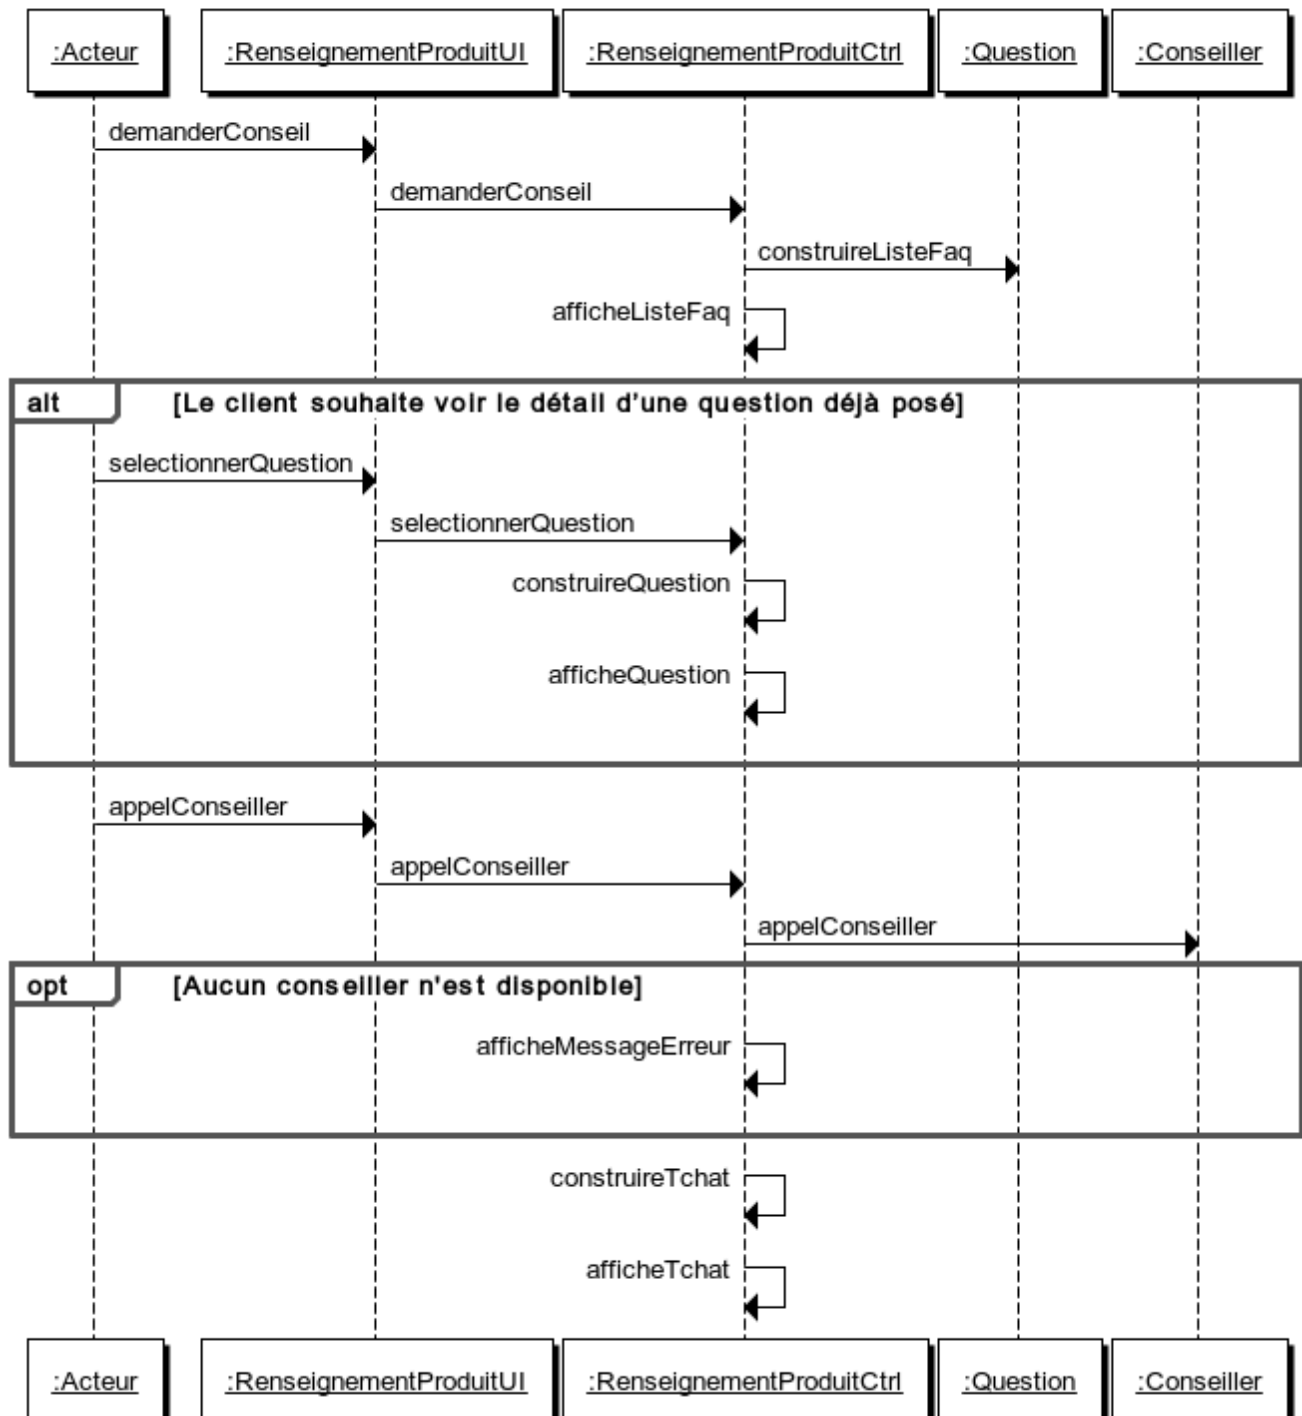 :Acteur
:RenseignementProduitUI
:RenseignementProduitCtrl
:Question
:Conseiller
demanderConseil
demanderConseil
construireListeFaq
afficheListeFaq
alt [Le client souhaite voir le détail d'une question déjà posé]
selectionnerQuestion
selectionnerQuestion
construireQuestion
afficheQuestion
appelConseiller
appelConseiller
appelConseiller
opt [Aucun conseiller n'est disponible]
afficheMessageErreur
construireTchat
afficheTchat
:Acteur
:RenseignementProduitUI
:RenseignementProduitCtrl
:Question
:Conseiller